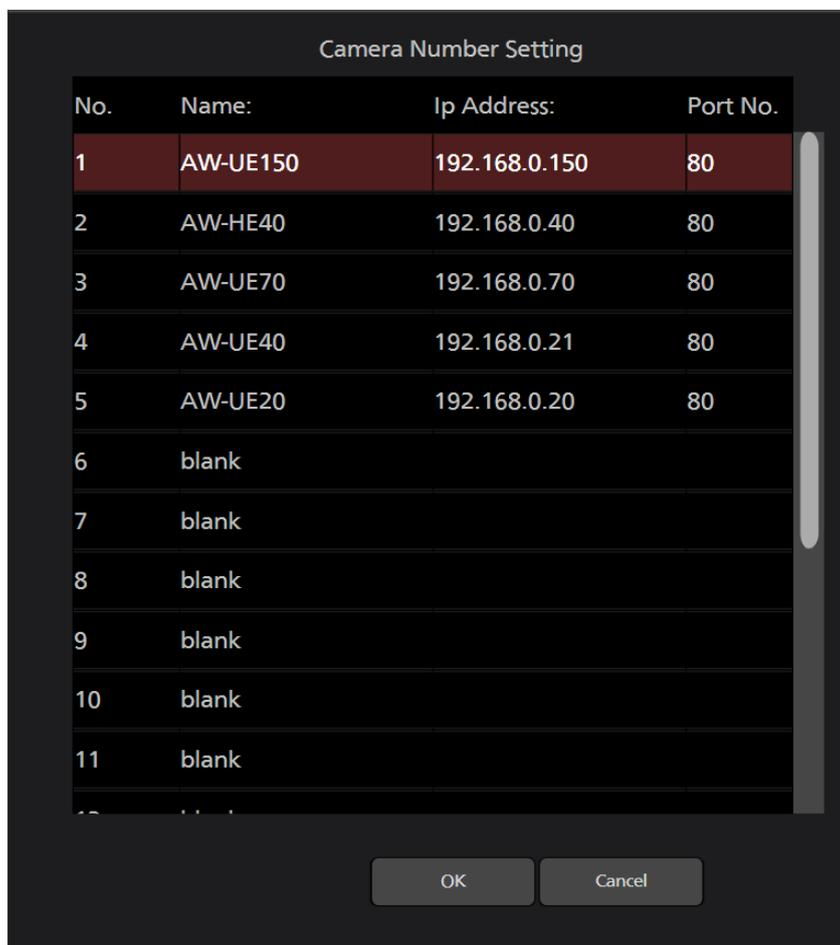 Camera Number Setting
No. Name: Ip Address: Port No.
1 AW-UE150 192.168.0.150 80
2 AW-HE40 192.168.0.40 80
3 AW-UE70 192.168.0.70 80
4 AW-UE40 192.168.0.21 80
5 AW-UE20 192.168.0.20 80
6 blank
7 blank
8 blank
9 blank
10 blank
11 blank
OK Cancel